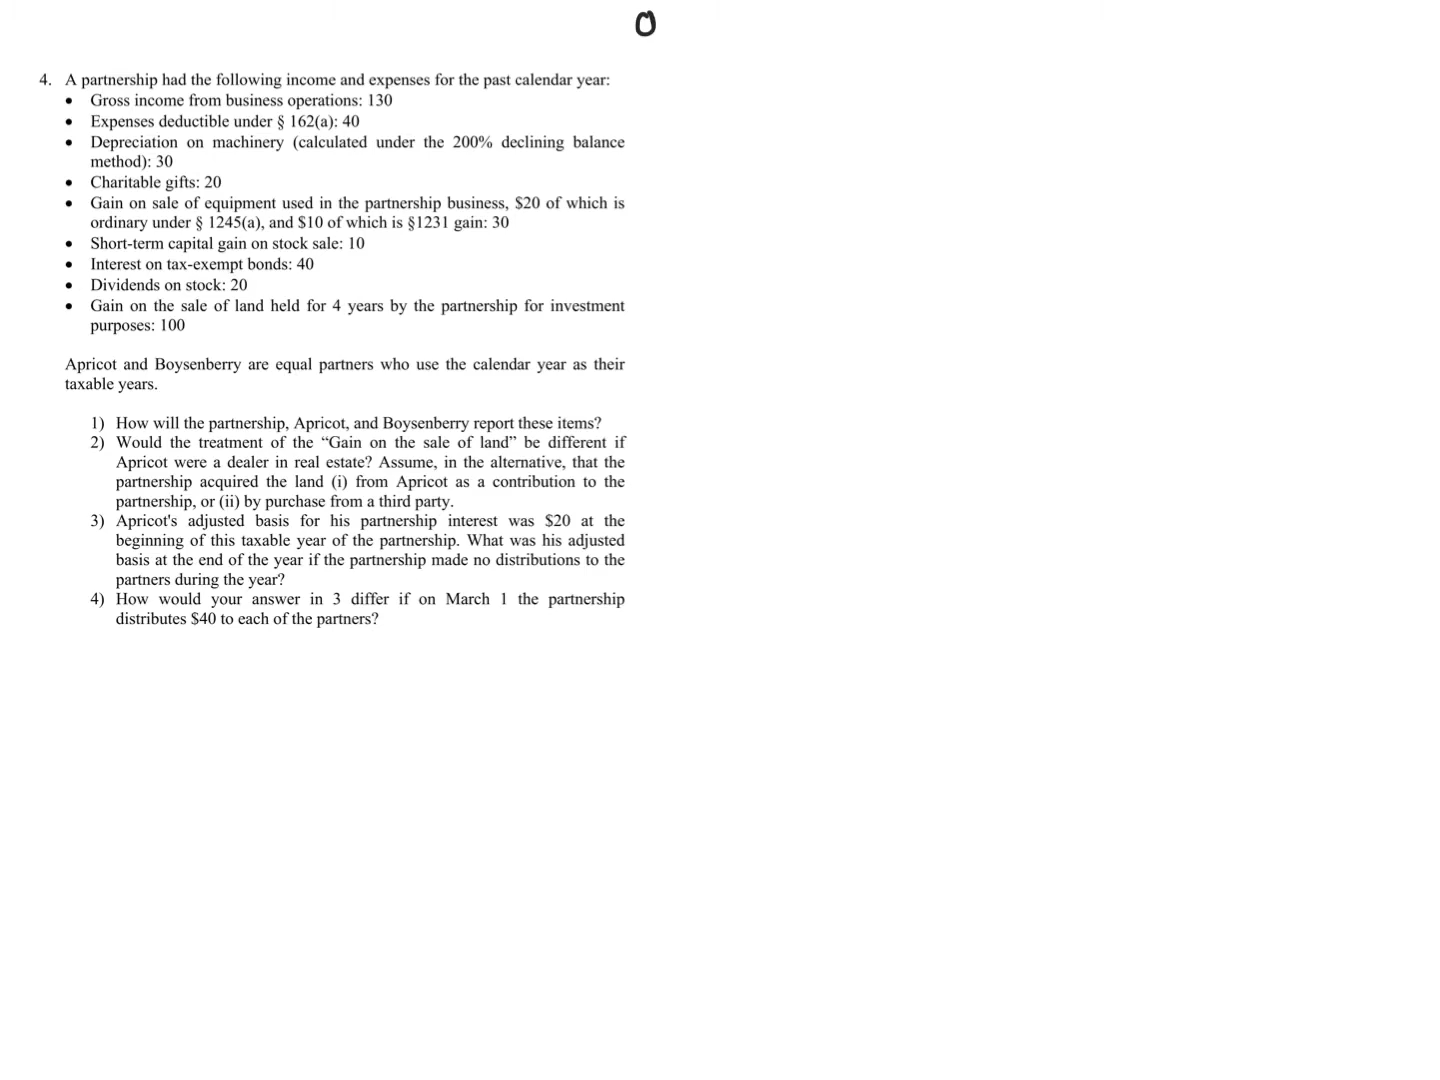 O
4. A partnership had the following income and expenses for the past calendar year:
• Gross income from business operations: 130
• Expenses deductible under § 162(a): 40
• Depreciation on machinery (calculated under the 200% declining balance
method): 30
• Charitable gifts: 20
• Gain on sale of equipment used in the partnership business, $20 of which is
ordinary under § 1245(a), and $10 of which is §1231 gain: 30
• Short-term capital gain on stock sale: 10
• Interest on tax-exempt bonds: 40
• Dividends on stock: 20
• Gain on the sale of land held for 4 years by the partnership for investment
purposes: 100
Apricot and Boysenberry are equal partners who use the calendar year as their
taxable years.
1) How will the partnership, Apricot, and Boysenberry report these items?
2) Would the treatment of the “Gain on the sale of land” be different if
Apricot were a dealer in real estate? Assume, in the alternative, that the
partnership acquired the land (i) from Apricot as a contribution to the
partnership, or (ii) by purchase from a third party.
3) Apricot's adjusted basis for his partnership interest was $20 at the
beginning of this taxable year of the partnership. What was his adjusted
basis at the end of the year if the partnership made no distributions to the
partners during the year?
4) How would your answer in 3 differ if on March 1 the partnership
distributes $40 to each of the partners?